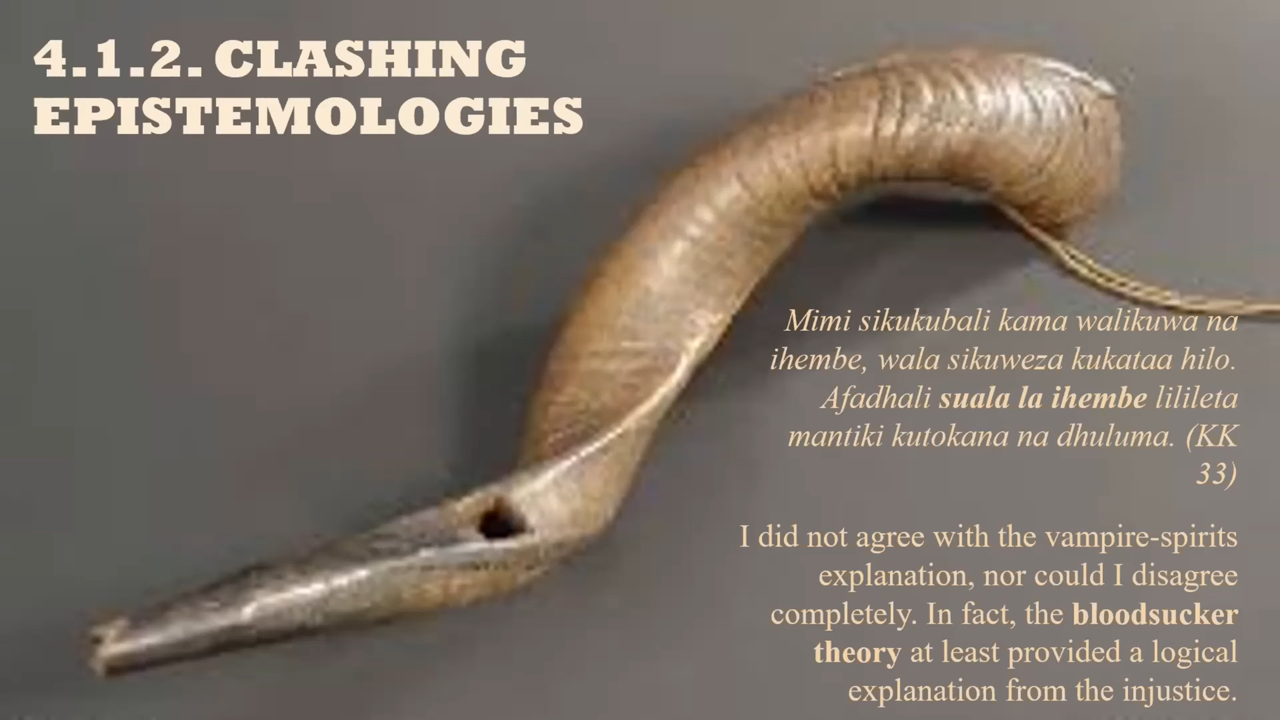 4.1.2. CLASHING
EPISTEMOLOGIES
Mimi sikukubali kama walikuwa na
ihembe, wala sikuweza kukataa hilo.
Afadhali suala la ihembe lilileta
mantiki kutokana na dhuluma. (KK
33)
I did not agree with the vampire-spirits
explanation, nor could I disagree
completely. In fact, the bloodsucker
theory at least provided a logical
explanation from the injustice.